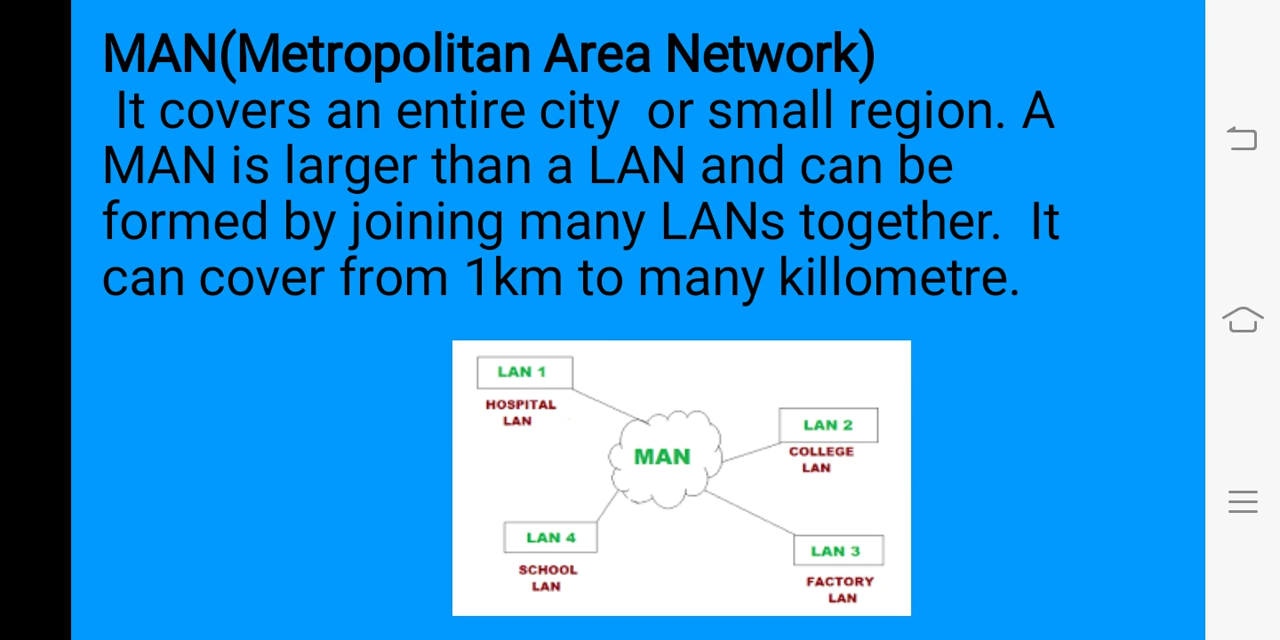 MAN(Metropolitan Area Network)
It covers an entire city or small region. A
MAN is larger than a LAN and can be
formed by joining many LANs together. It
can cover from 1km to many killometre.
LAN 1
HOSPITAL
LAN
LAN 2
COLLEGE
LAN
MAN
LAN 4
SCHOOL
LAN
LAN 3
FACTORY
LAN